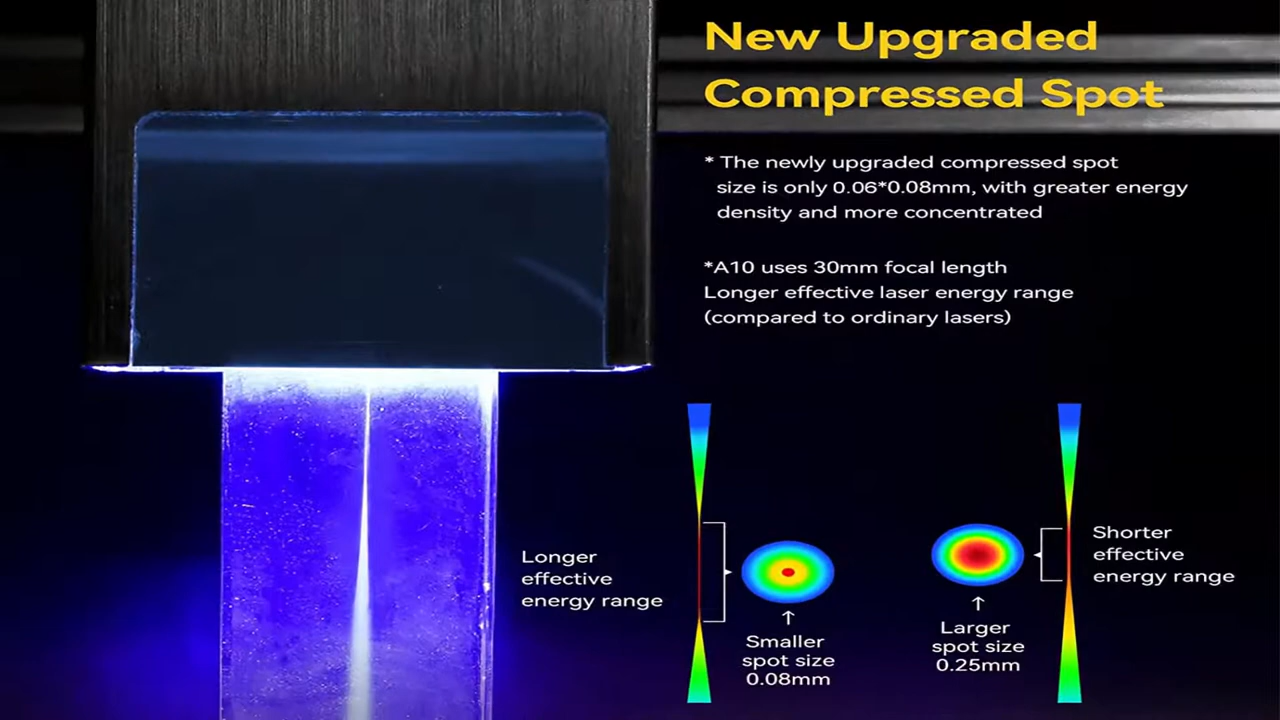 New Upgraded
Compressed Spot
* The newly upgraded compressed spot
size is only 0.06*0.08mm, with greater energy
density and more concentrated
*A10 uses 30mm focal length
Longer effective laser energy range
(compared to ordinary lasers)
Longer
effective
energy range
Smaller
spot size
0.08mm
Larger
spot size
0.25mm
Shorter
effective
energy range